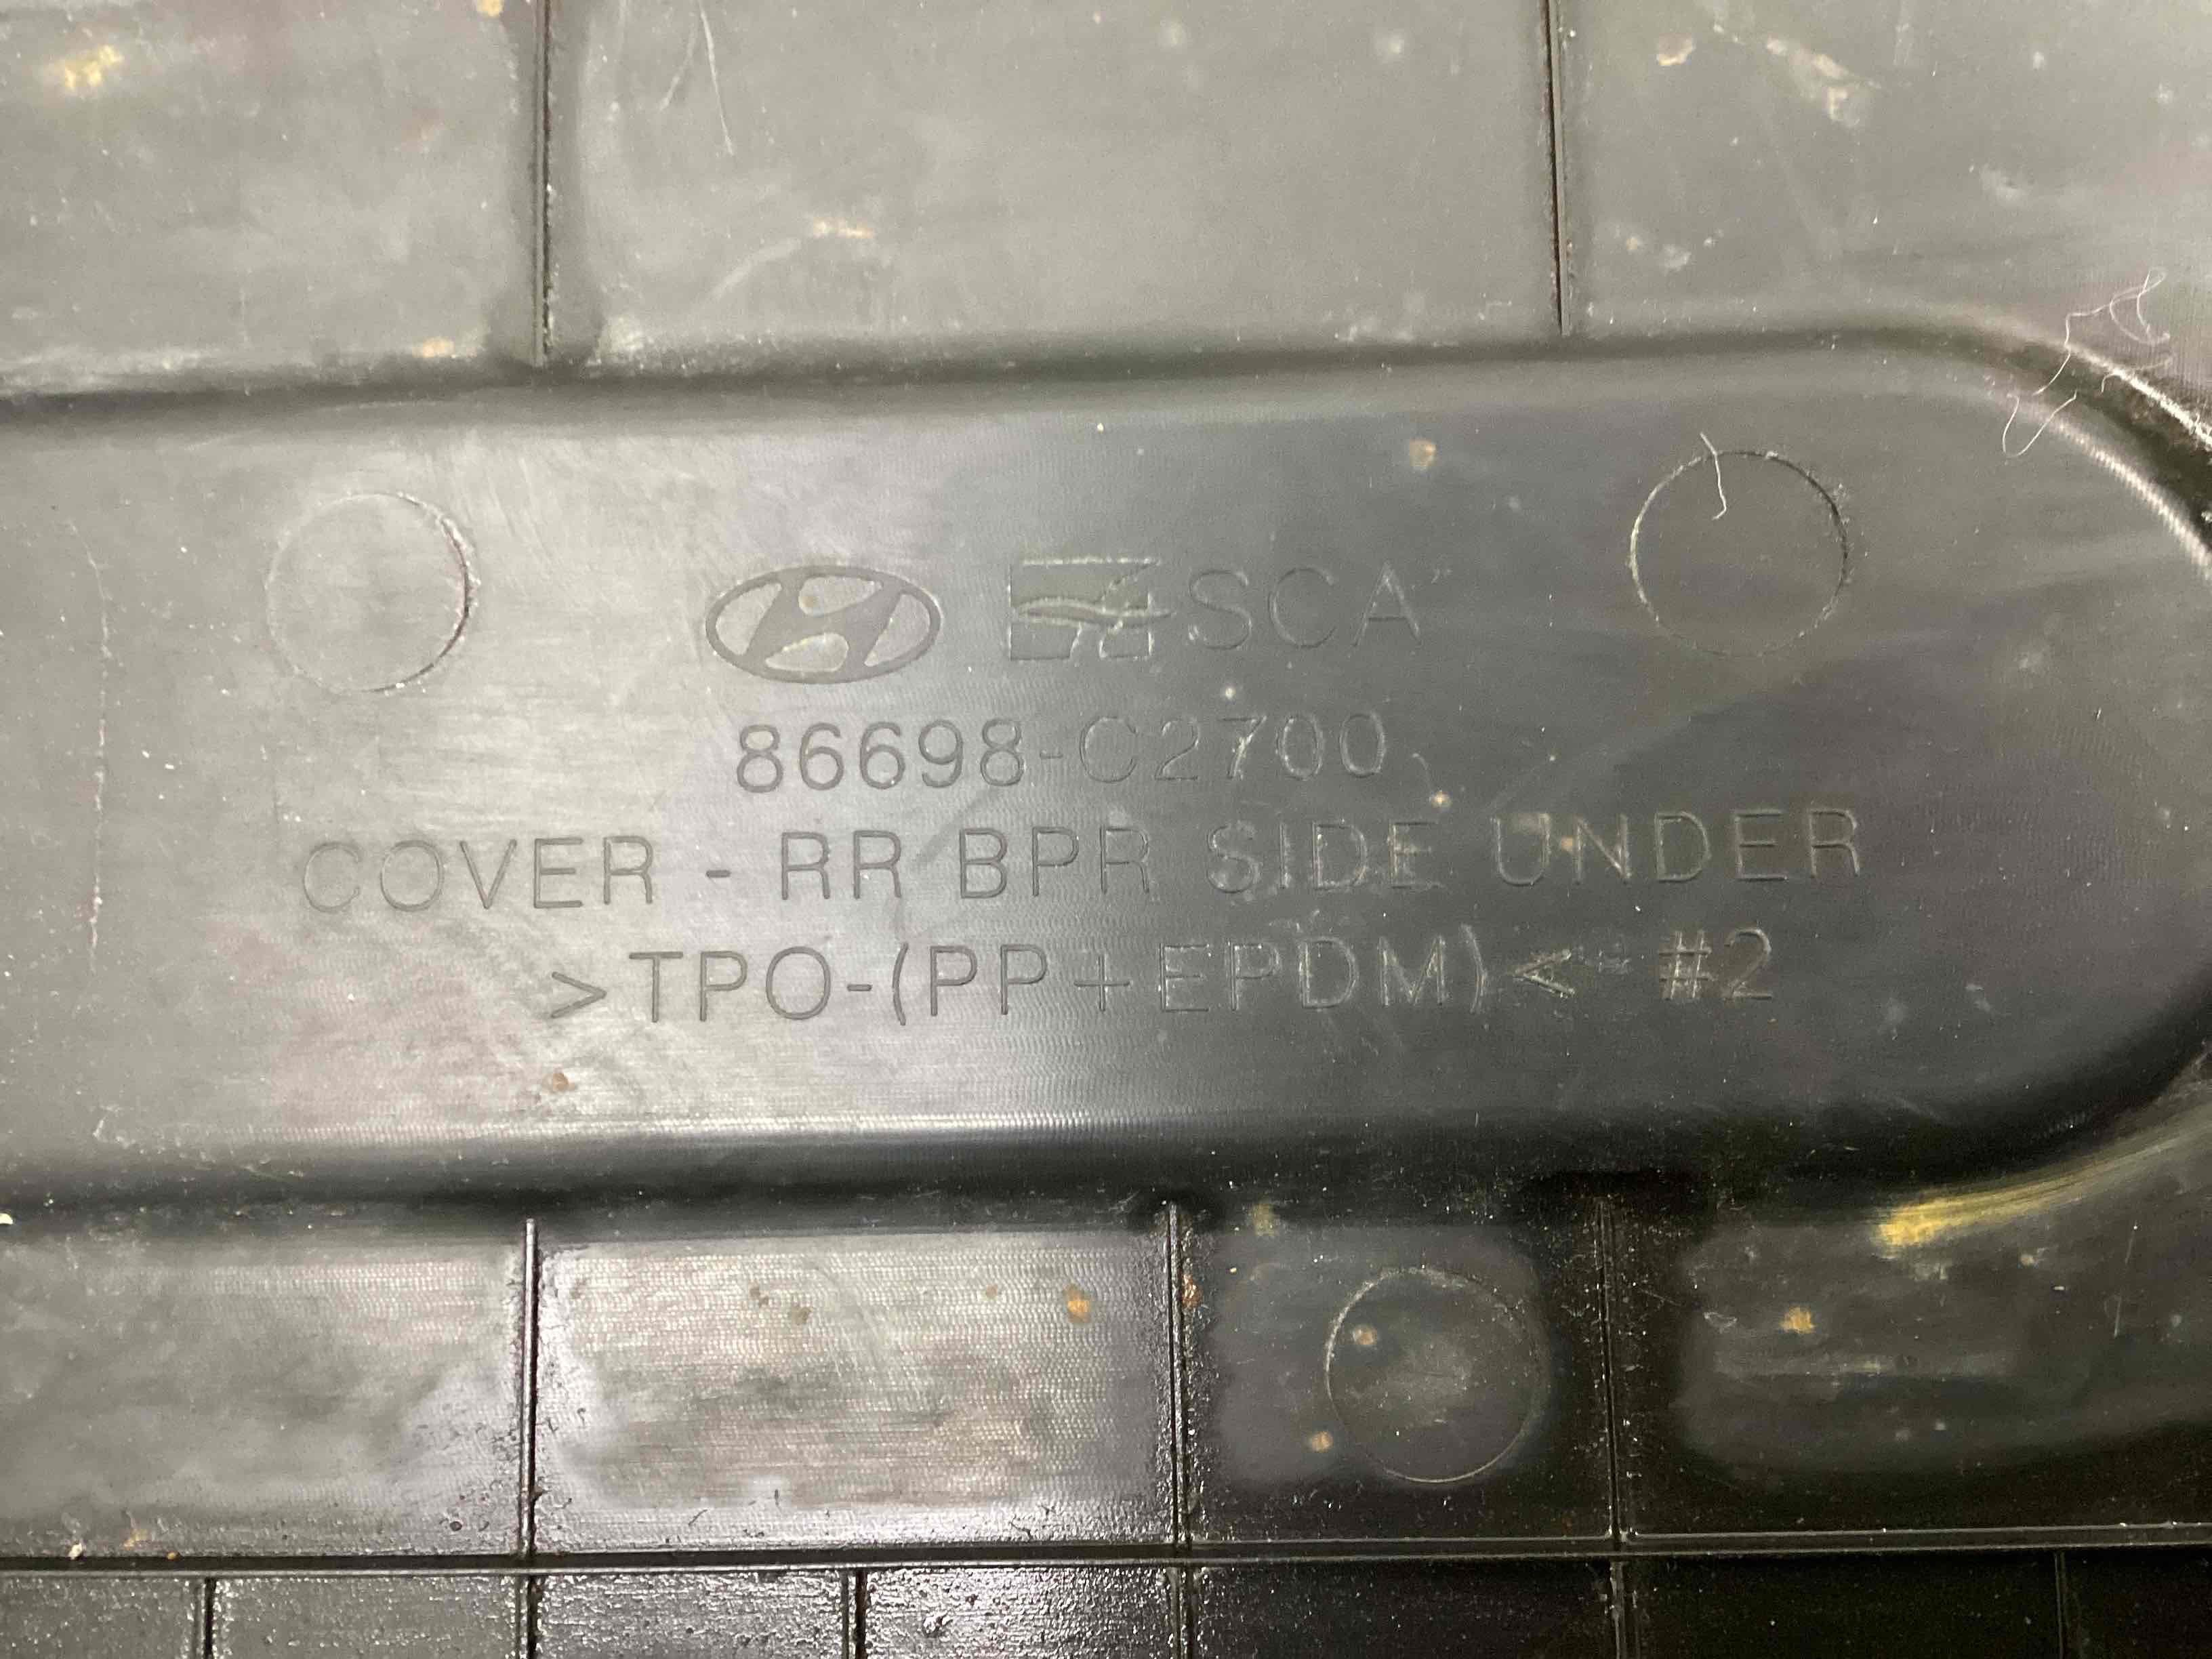 SCA
86698-C2700
COVER - RR BPR SIDE UNDER
>TPO-(PP+EPDM)< #2